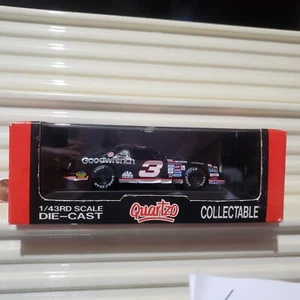 Goodwrench
3
1/43RD SCALE
DIE-CAST
Quartzo
COLLECTABLE